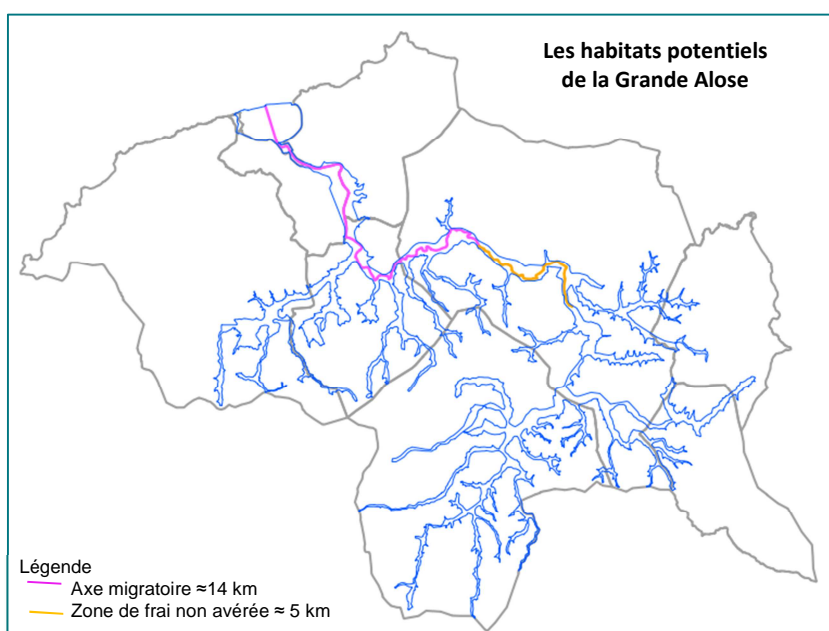 Les habitats potentiels
de la Grande Alose
Légende
Axe migratoire ≈14 km
Zone de frai non avérée ≈ 5 km